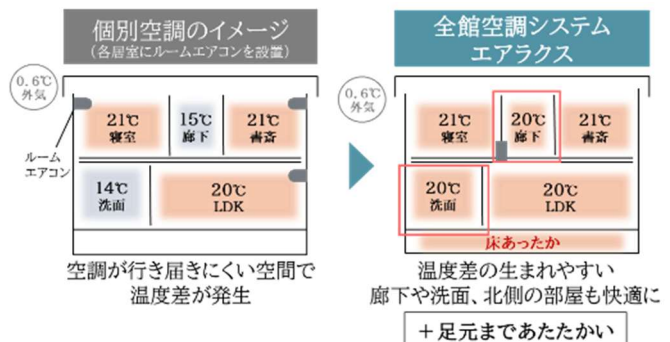 個別空調のイメージ
（各居室にルームエアコンを設置）
0.6℃
外気
21℃
寝室
15℃
廊下
21℃
書斎
ルーム
エアコン
14℃
洗面
20℃
LDK
空調が行き届きにくい空間で
温度差が発生
全館空調システム
エアラクス
0.6℃
外気
21℃
寝室
20℃
廊下
21℃
書斎
20℃
洗面
20℃
LDK
床あったか
温度差の生まれやすい
廊下や洗面、北側の部屋も快適に
＋足元まであたたかい